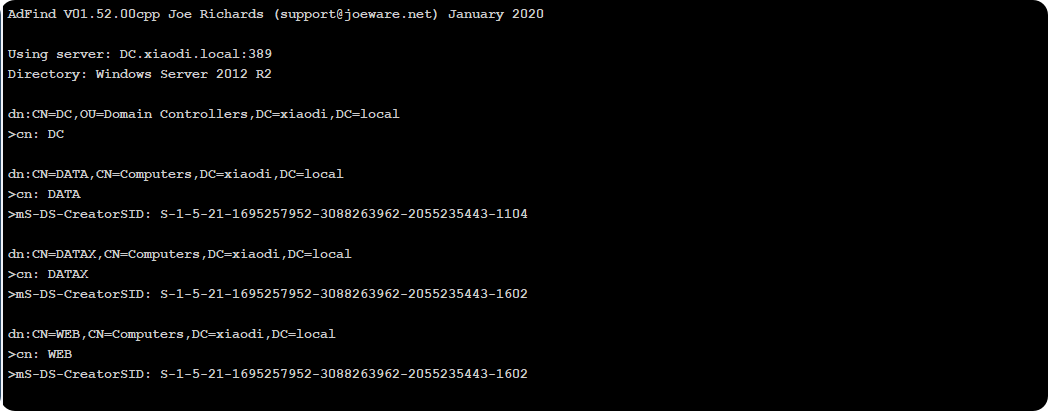 AdFind V01.52.00cpp Joe Richards (support@joeware.net) January 2020
Using server: DC.xiaodi.local:389
Directory: Windows Server 2012 R2
dn:CN=DC,OU=Domain Controllers,DC=xiaodi,DC=local
>cn: DC
dn:CN=DATA,CN=Computers,DC=xiaodi,DC=local
>cn: DATA
>mS-DS-CreatorSID: S-1-5-21-1695257952-3088263962-2055235443-1104
dn:CN=DATAX,CN=Computers,DC=xiaodi,DC=local
>cn: DATAX
>mS-DS-CreatorSID: S-1-5-21-1695257952-3088263962-2055235443-1602
dn:CN=WEB,CN=Computers,DC=xiaodi,DC=local
>cn: WEB
>mS-DS-CreatorSID: S-1-5-21-1695257952-3088263962-2055235443-1602